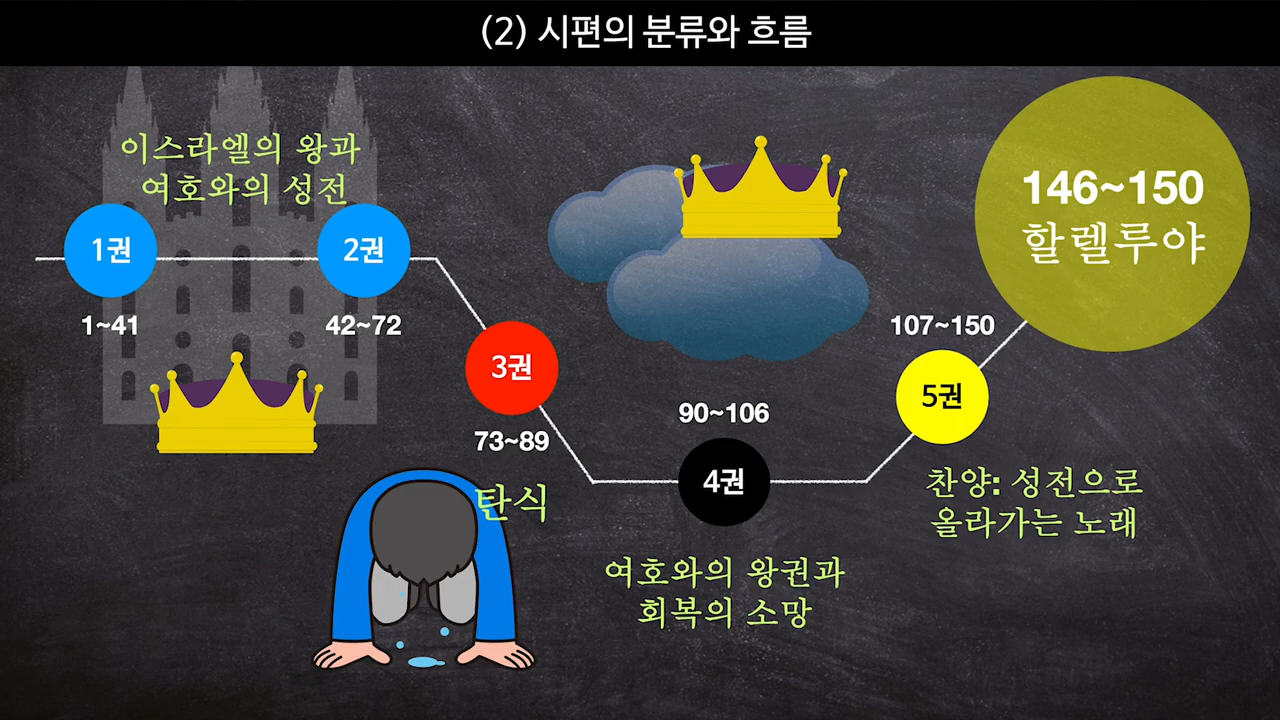 (2) 시편의 분류와 흐름
이스라엘의 왕과
여호와의 성전
1권
2권
1~41
42~72
3권
73~89
탄식
90~106
4권
여호와의 왕권과
회복의 소망
107~150
5권
찬양: 성전으로
올라가는 노래
146~150
할렐루야